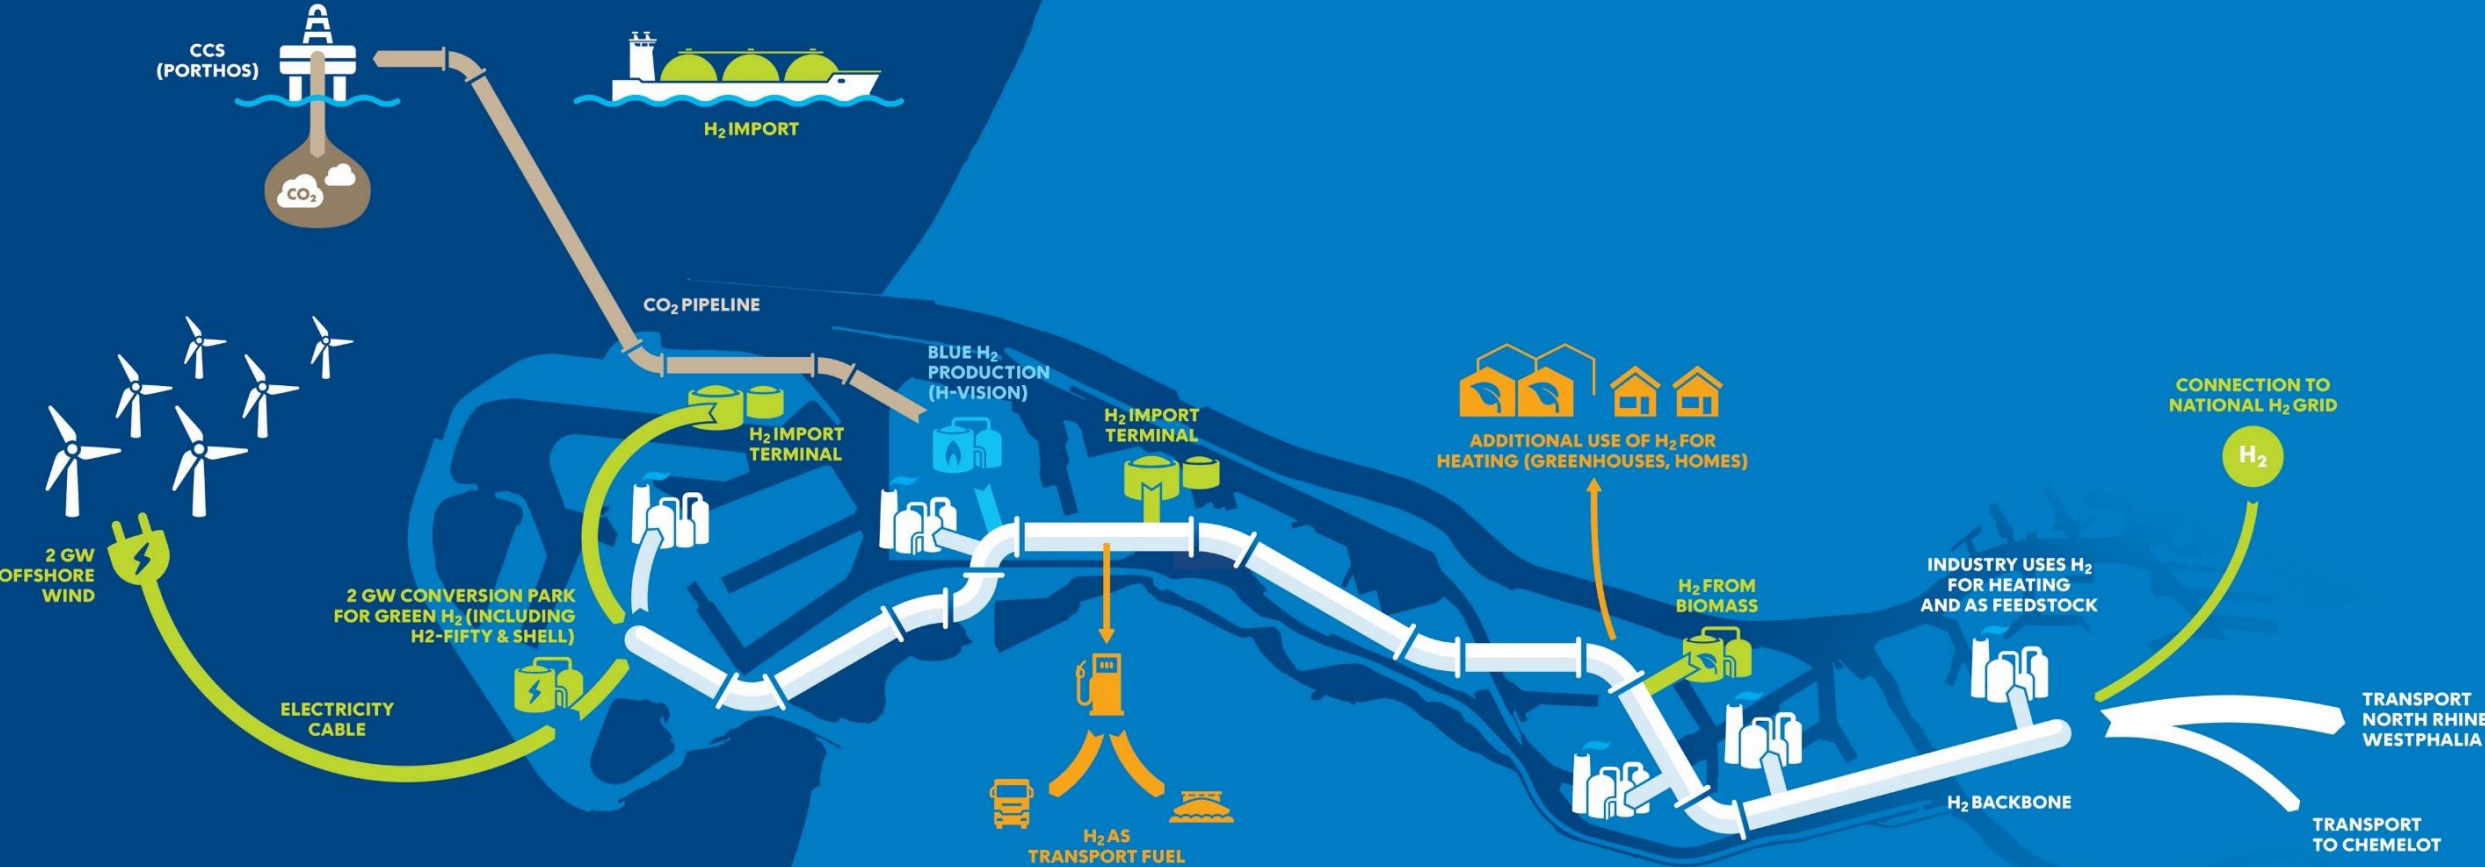 CCS
(PORTHOS)
CO₂
H₂ IMPORT
CO₂ PIPELINE
BLUE H₂
PRODUCTION
(H-VISION)
H₂ IMPORT
TERMINAL
H₂ IMPORT
TERMINAL
2 GW
OFFSHORE
WIND
2 GW CONVERSION PARK
FOR GREEN H₂ (INCLUDING
H2-FIFTY & SHELL)
ELECTRICITY
CABLE
H₂ AS
TRANSPORT FUEL
ADDITIONAL USE OF H₂ FOR
HEATING (GREENHOUSES, HOMES)
H₂ FROM
BIOMASS
INDUSTRY USES H₂
FOR HEATING
AND AS FEEDSTOCK
CONNECTION TO
NATIONAL H₂ GRID
H₂
H₂ BACKBONE
TRANSPORT
NORTH RHINE
WESTPHALIA
TRANSPORT
TO CHEMELOT